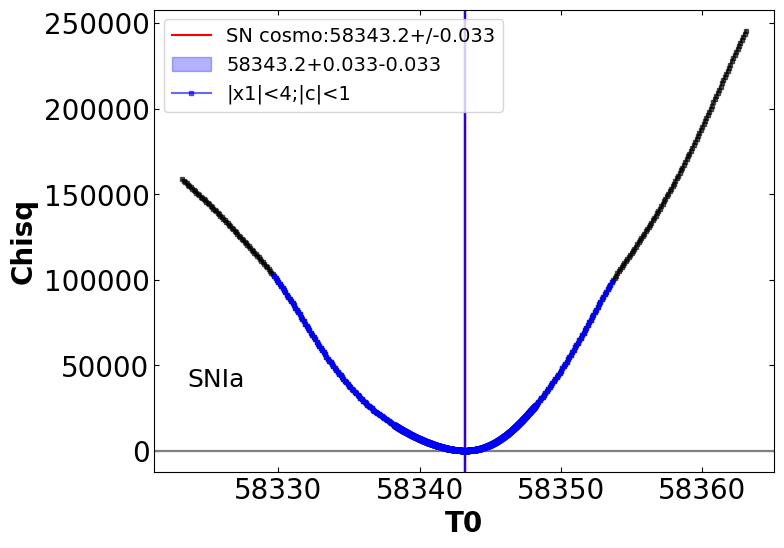 250000
200000
150000
100000
50000
0
Chisq
SN cosmo:58343.2+/-0.033
58343.2+0.033-0.033
|x1|<4;|c|<1
SNIa
58330 58340 58350 58360
T0